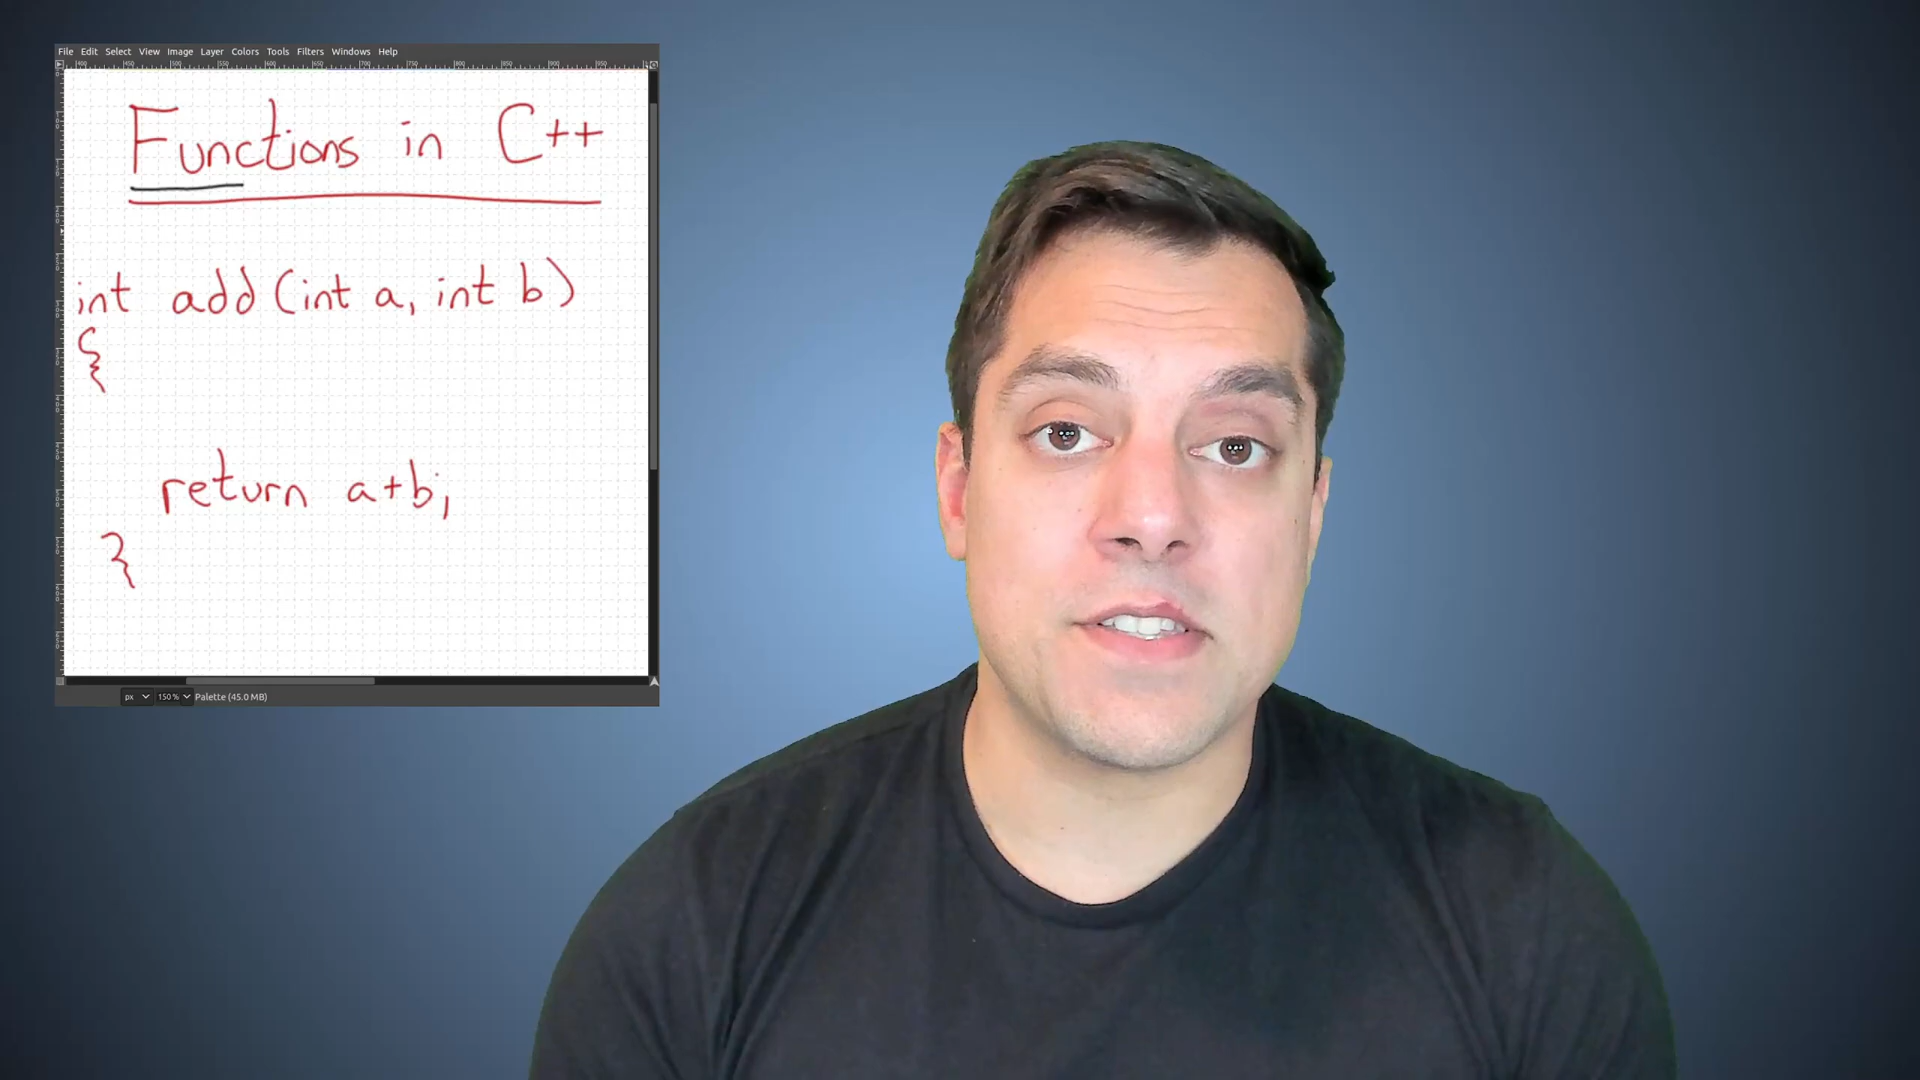 File Edit Select View Image Layer Colors Tools Filters Windows Help
Functions in C++
int add (int a, int b)
{
return a+b;
}
px 150 % Palette (45.0 MB)